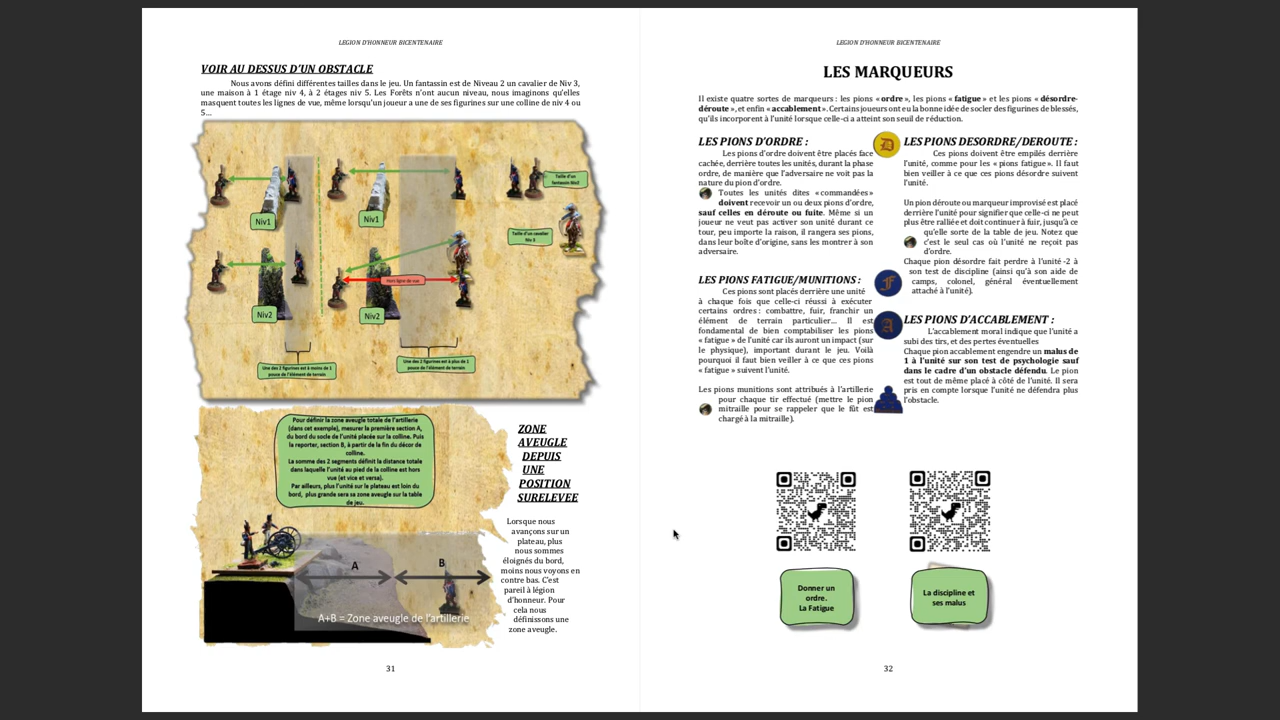 LEGION D'HONNEUR BICENTENAIRE
VOIR AU DESSUS D'UN OBSTACLE
Nous avons défini différentes tailles dans le jeu. Un fantassin est de Niveau 2 un cavalier de Niv 3,
une maison à 1 étage niv 4, à 2 étages niv 5. Les Forêts n'ont aucun niveau, nous imaginons qu'elles
masquent toutes les lignes de vue, même lorsqu'un joueur a une de ses figurines sur une colline de niv 4 ou
5...
Taille d'un
fantassin Niv2
Niv1
Niv1
Taille d'un cavalier
Niv 3
Hors ligne de vue
Niv2
Niv2
Une des 2 figurines est à moins de 1
pouce de l'élément de terrain
Une des 2 figurines est à plus de 1
pouce de l'élément de terrain
Pour définir la zone aveugle totale de l'artillerie
(dans cet exemple), mesurer la première section A,
du bord du socle de l'unité placée sur la colline. Puis
la reporter, section B, à partir de la fin du décor de
colline.
La somme des 2 segments définit la distance totale
dans laquelle l'unité au pied de la colline est hors
vue (et vice et versa).
Par ailleurs, plus l'unité sur le plateau est loin du
bord, plus grande sera sa zone aveugle sur la table
de jeu.
ZONE
AVEUGLE
DEPUIS
UNE
POSITION
SURELEVEE
Lorsque nous
avançons sur un
plateau, plus
nous sommes
éloignés du bord,
moins nous voyons en
contre bas. C'est
pareil à légion
d'honneur. Pour
cela nous
définissons une
zone aveugle.
A
B
A+B = Zone aveugle de l'artillerie
31
LEGION D'HONNEUR BICENTENAIRE
LES MARQUEURS
Il existe quatre sortes de marqueurs : les pions « ordre », les pions « fatigue » et les pions « désordre-
déroute », et enfin « accablement ». Certains joueurs ont eu la bonne idée de socler des figurines de blessés,
qu'ils incorporent à l'unité lorsque celle-ci a atteint son seuil de réduction.
LES PIONS D'ORDRE :
Les pions d'ordre doivent être placés face
cachée, derrière toutes les unités, durant la phase
ordre, de manière que l'adversaire ne voit pas la
nature du pion d'ordre.
Toutes les unités dites « commandées »
doivent recevoir un ou deux pions d'ordre,
sauf celles en déroute ou fuite. Même si un
joueur ne veut pas activer son unité durant ce
tour, peu importe la raison, il rangera ses pions,
dans leur boîte d'origine, sans les montrer à son
adversaire.
LES PIONS FATIGUE/MUNITIONS :
Ces pions sont placés derrière une unité
à chaque fois que celle-ci réussi à exécuter
certains ordres : combattre, fuir, franchir un
élément de terrain particulier... Il est
fondamental de bien comptabiliser les pions
« fatigue » de l'unité car ils auront un impact (sur
le physique), important durant le jeu. Voilà
pourquoi il faut bien veiller à ce que ces pions
« fatigue » suivent l'unité.
Les pions munitions sont attribués à l'artillerie
pour chaque tir effectué (mettre le pion
mitraille pour se rappeler que le fût est
chargé à la mitraille).
D
F
A
LES PIONS DESORDRE/DEROUTE :
Ces pions doivent être empilés derrière
l'unité, comme pour les « pions fatigue ». Il faut
bien veiller à ce que ces pions désordre suivent
l'unité.
Un pion déroute ou marqueur improvisé est placé
derrière l'unité pour signifier que celle-ci ne peut
plus être ralliée et doit continuer à fuir, jusqu'à ce
qu'elle sorte de la table de jeu. Notez que
c'est le seul cas où l'unité ne reçoit pas
d'ordre.
Chaque pion désordre fait perdre à l'unité -2 à
son test de discipline (ainsi qu'à son aide de
camps, colonel, général éventuellement
attaché à l'unité).
LES PIONS D'ACCABLEMENT :
L'accablement moral indique que l'unité a
subi des tirs, et des pertes éventuelles
Chaque pion accablement engendre un malus de
1 à l'unité sur son test de psychologie sauf
dans le cadre d'un obstacle défendu. Le pion
est tout de même placé à côté de l'unité. Il sera
pris en compte lorsque l'unité ne défendra plus
l'obstacle.
Donner un
ordre.
La Fatigue
La discipline et
ses malus
32